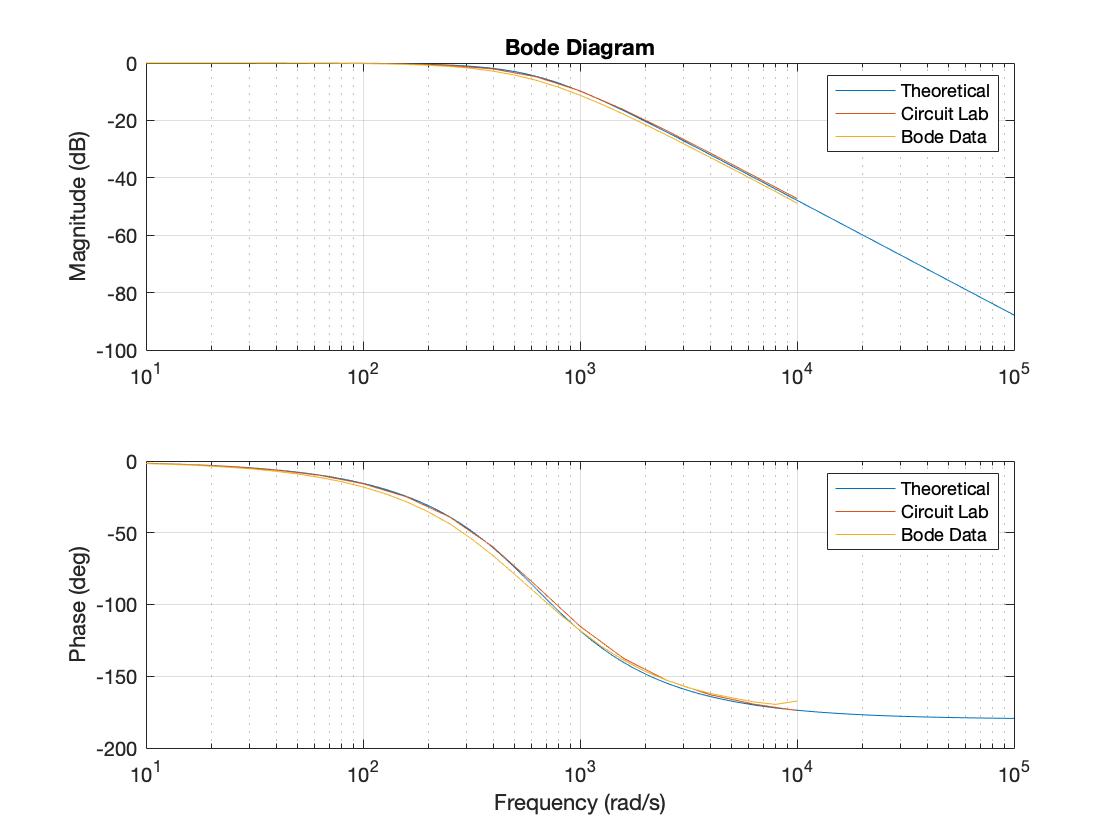 Bode Diagram
0
-20
-40
-60
-80
-100
Magnitude (dB)
Theoretical
Circuit Lab
Bode Data
10^1
10^2
10^3
10^4
10^5
0
-50
-100
-150
-200
Phase (deg)
Theoretical
Circuit Lab
Bode Data
10^1
10^2
10^3
10^4
10^5
Frequency (rad/s)